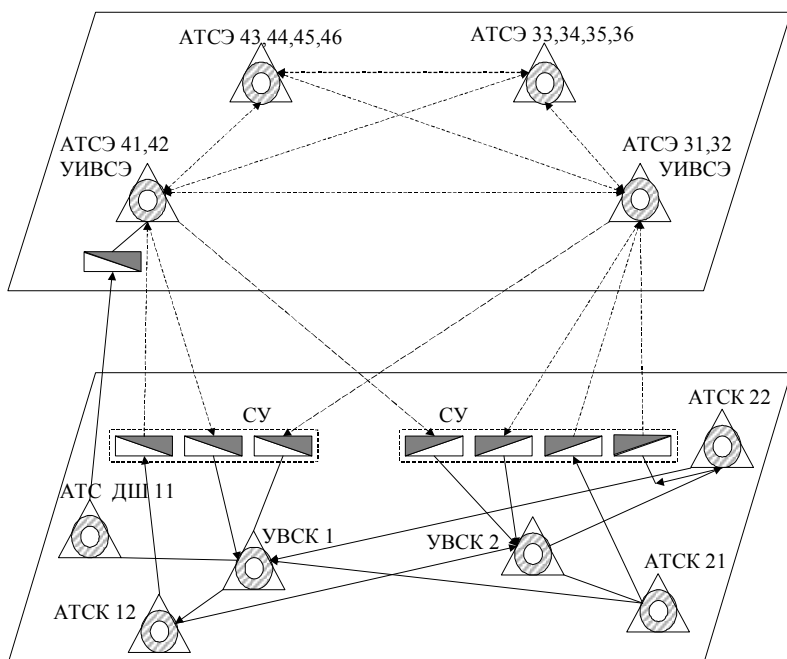 АТСЭ 43,44,45,46
АТСЭ 33,34,35,36
АТСЭ 41,42
УИВСЭ
АТСЭ 31,32
УИВСЭ
СУ
СУ
АТСК 22
АТС ДШ 11
УВСК 1
УВСК 2
АТСК 21
АТСК 12